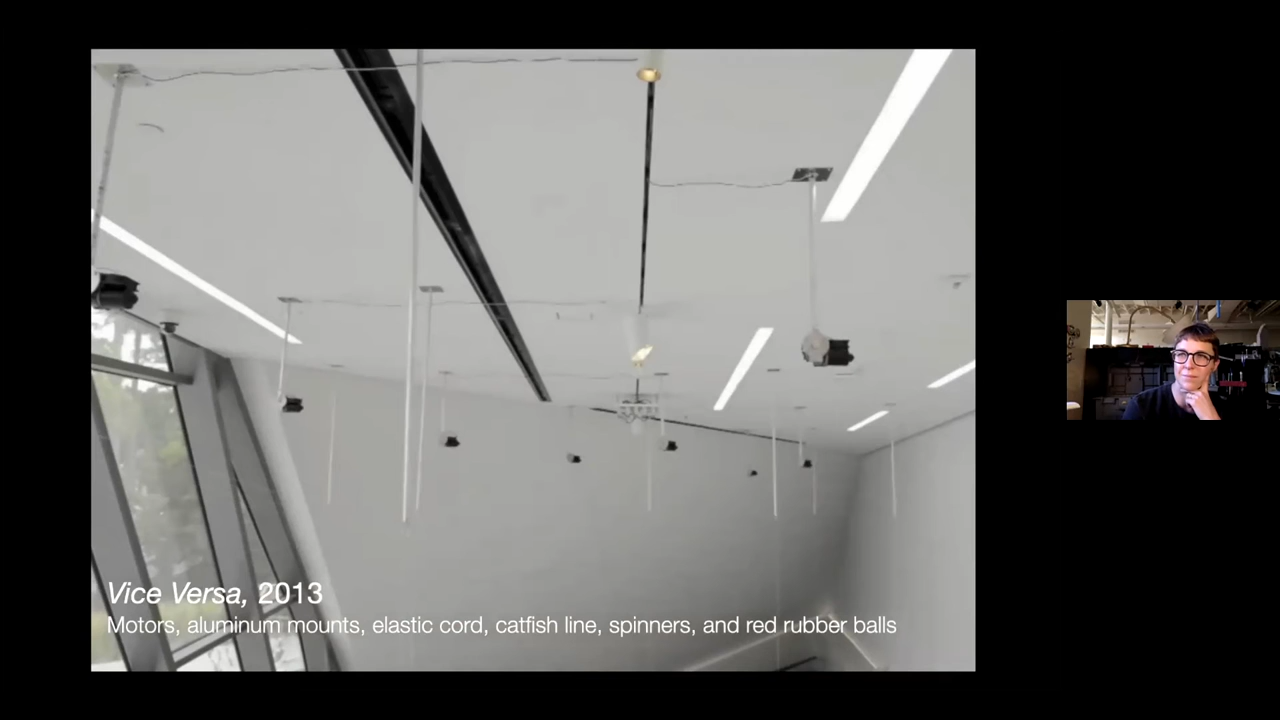 Vice Versa, 2013
Motors, aluminum mounts, elastic cord, catfish line, spinners, and red rubber balls